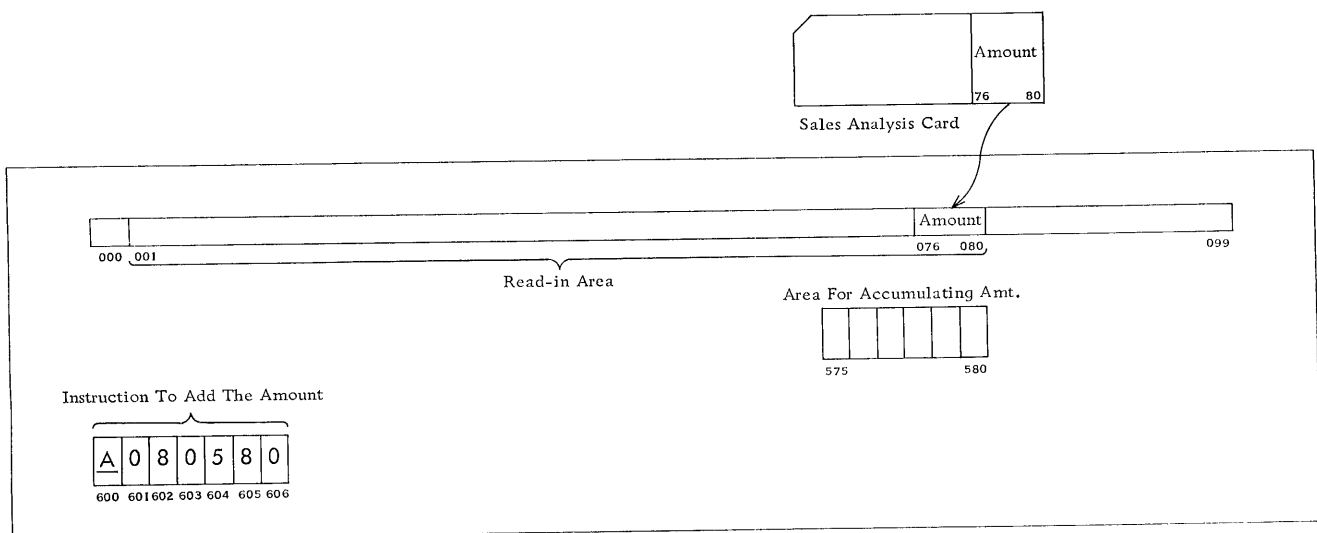 Amount
76 80
Sales Analysis Card
Amount
000 001 076 080 099
Read-in Area
Area For Accumulating Amt.
575 580
Instruction To Add The Amount
A 0 8 0 5 8 0
600 601 602 603 604 605 606